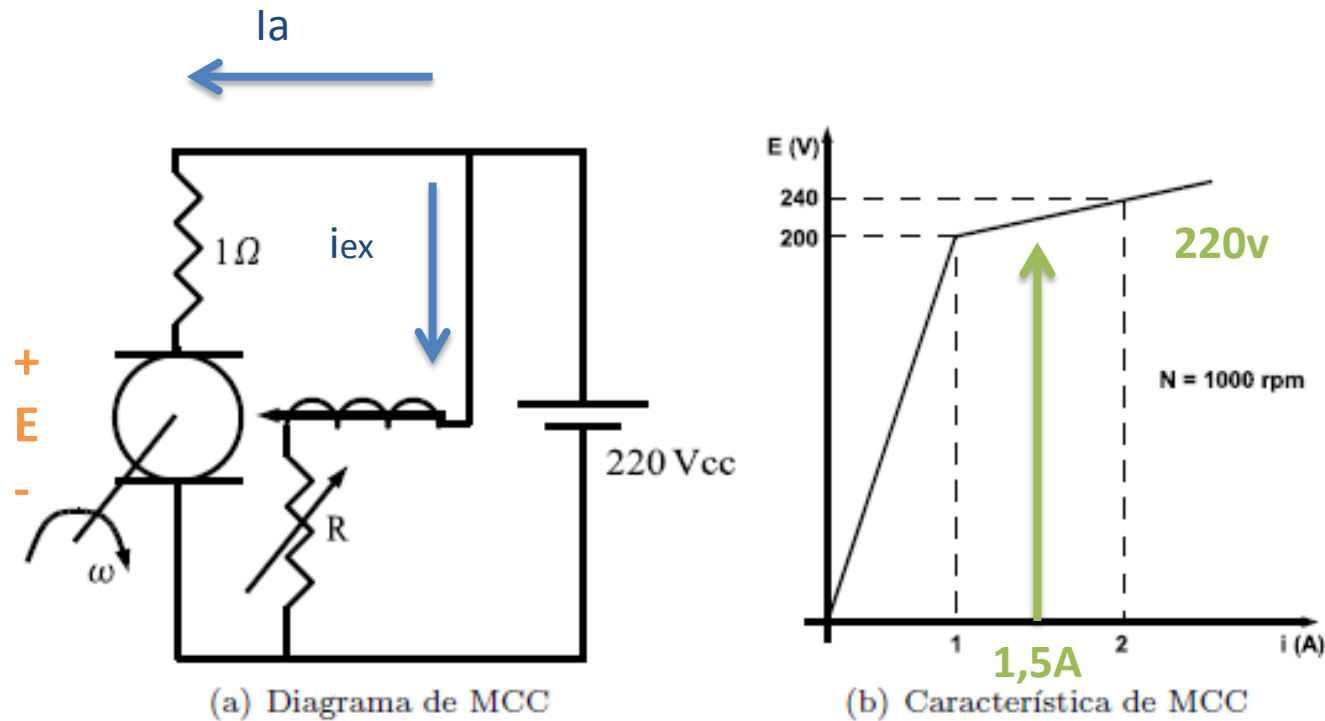 Ia
iex
1Ω
+
E
-
ω
R
220 Vcc
(a) Diagrama de MCC
E (V)
240
200
220v
N = 1000 rpm
1
2
i (A)
1,5A
(b) Característica de MCC